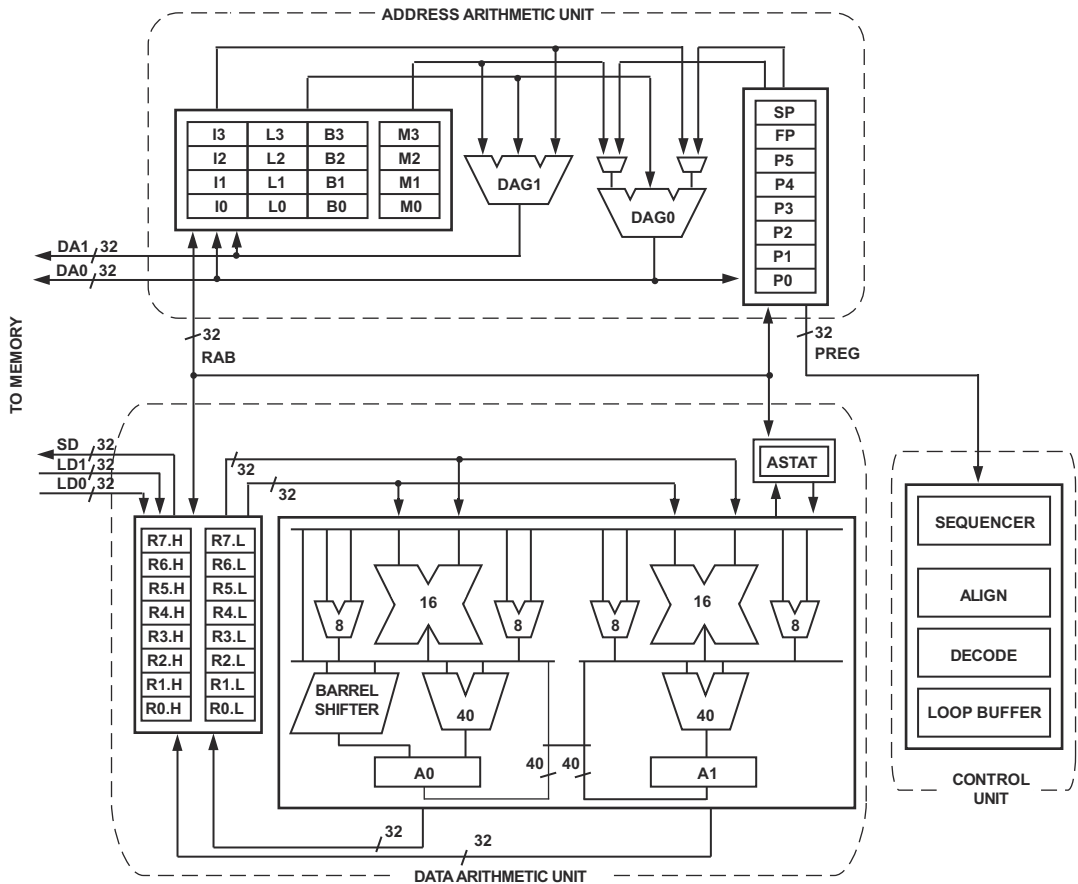 ADDRESS ARITHMETIC UNIT
I3 L3 B3 M3
I2 L2 B2 M2
I1 L1 B1 M1
I0 L0 B0 M0
DAG1
DAG0
SP
FP
P5
P4
P3
P2
P1
P0
DA1 32
DA0 32
TO MEMORY
32
RAB
32
PREG
SD 32
LD1 32
LD0 32
32
32
ASTAT
R7.H R7.L
R6.H R6.L
R5.H R5.L
R4.H R4.L
R3.H R3.L
R2.H R2.L
R1.H R1.L
R0.H R0.L
16
16
8
8
8
8
BARREL
SHIFTER
40
40
A0
40
40
A1
32
32
DATA ARITHMETIC UNIT
SEQUENCER
ALIGN
DECODE
LOOP BUFFER
CONTROL
UNIT